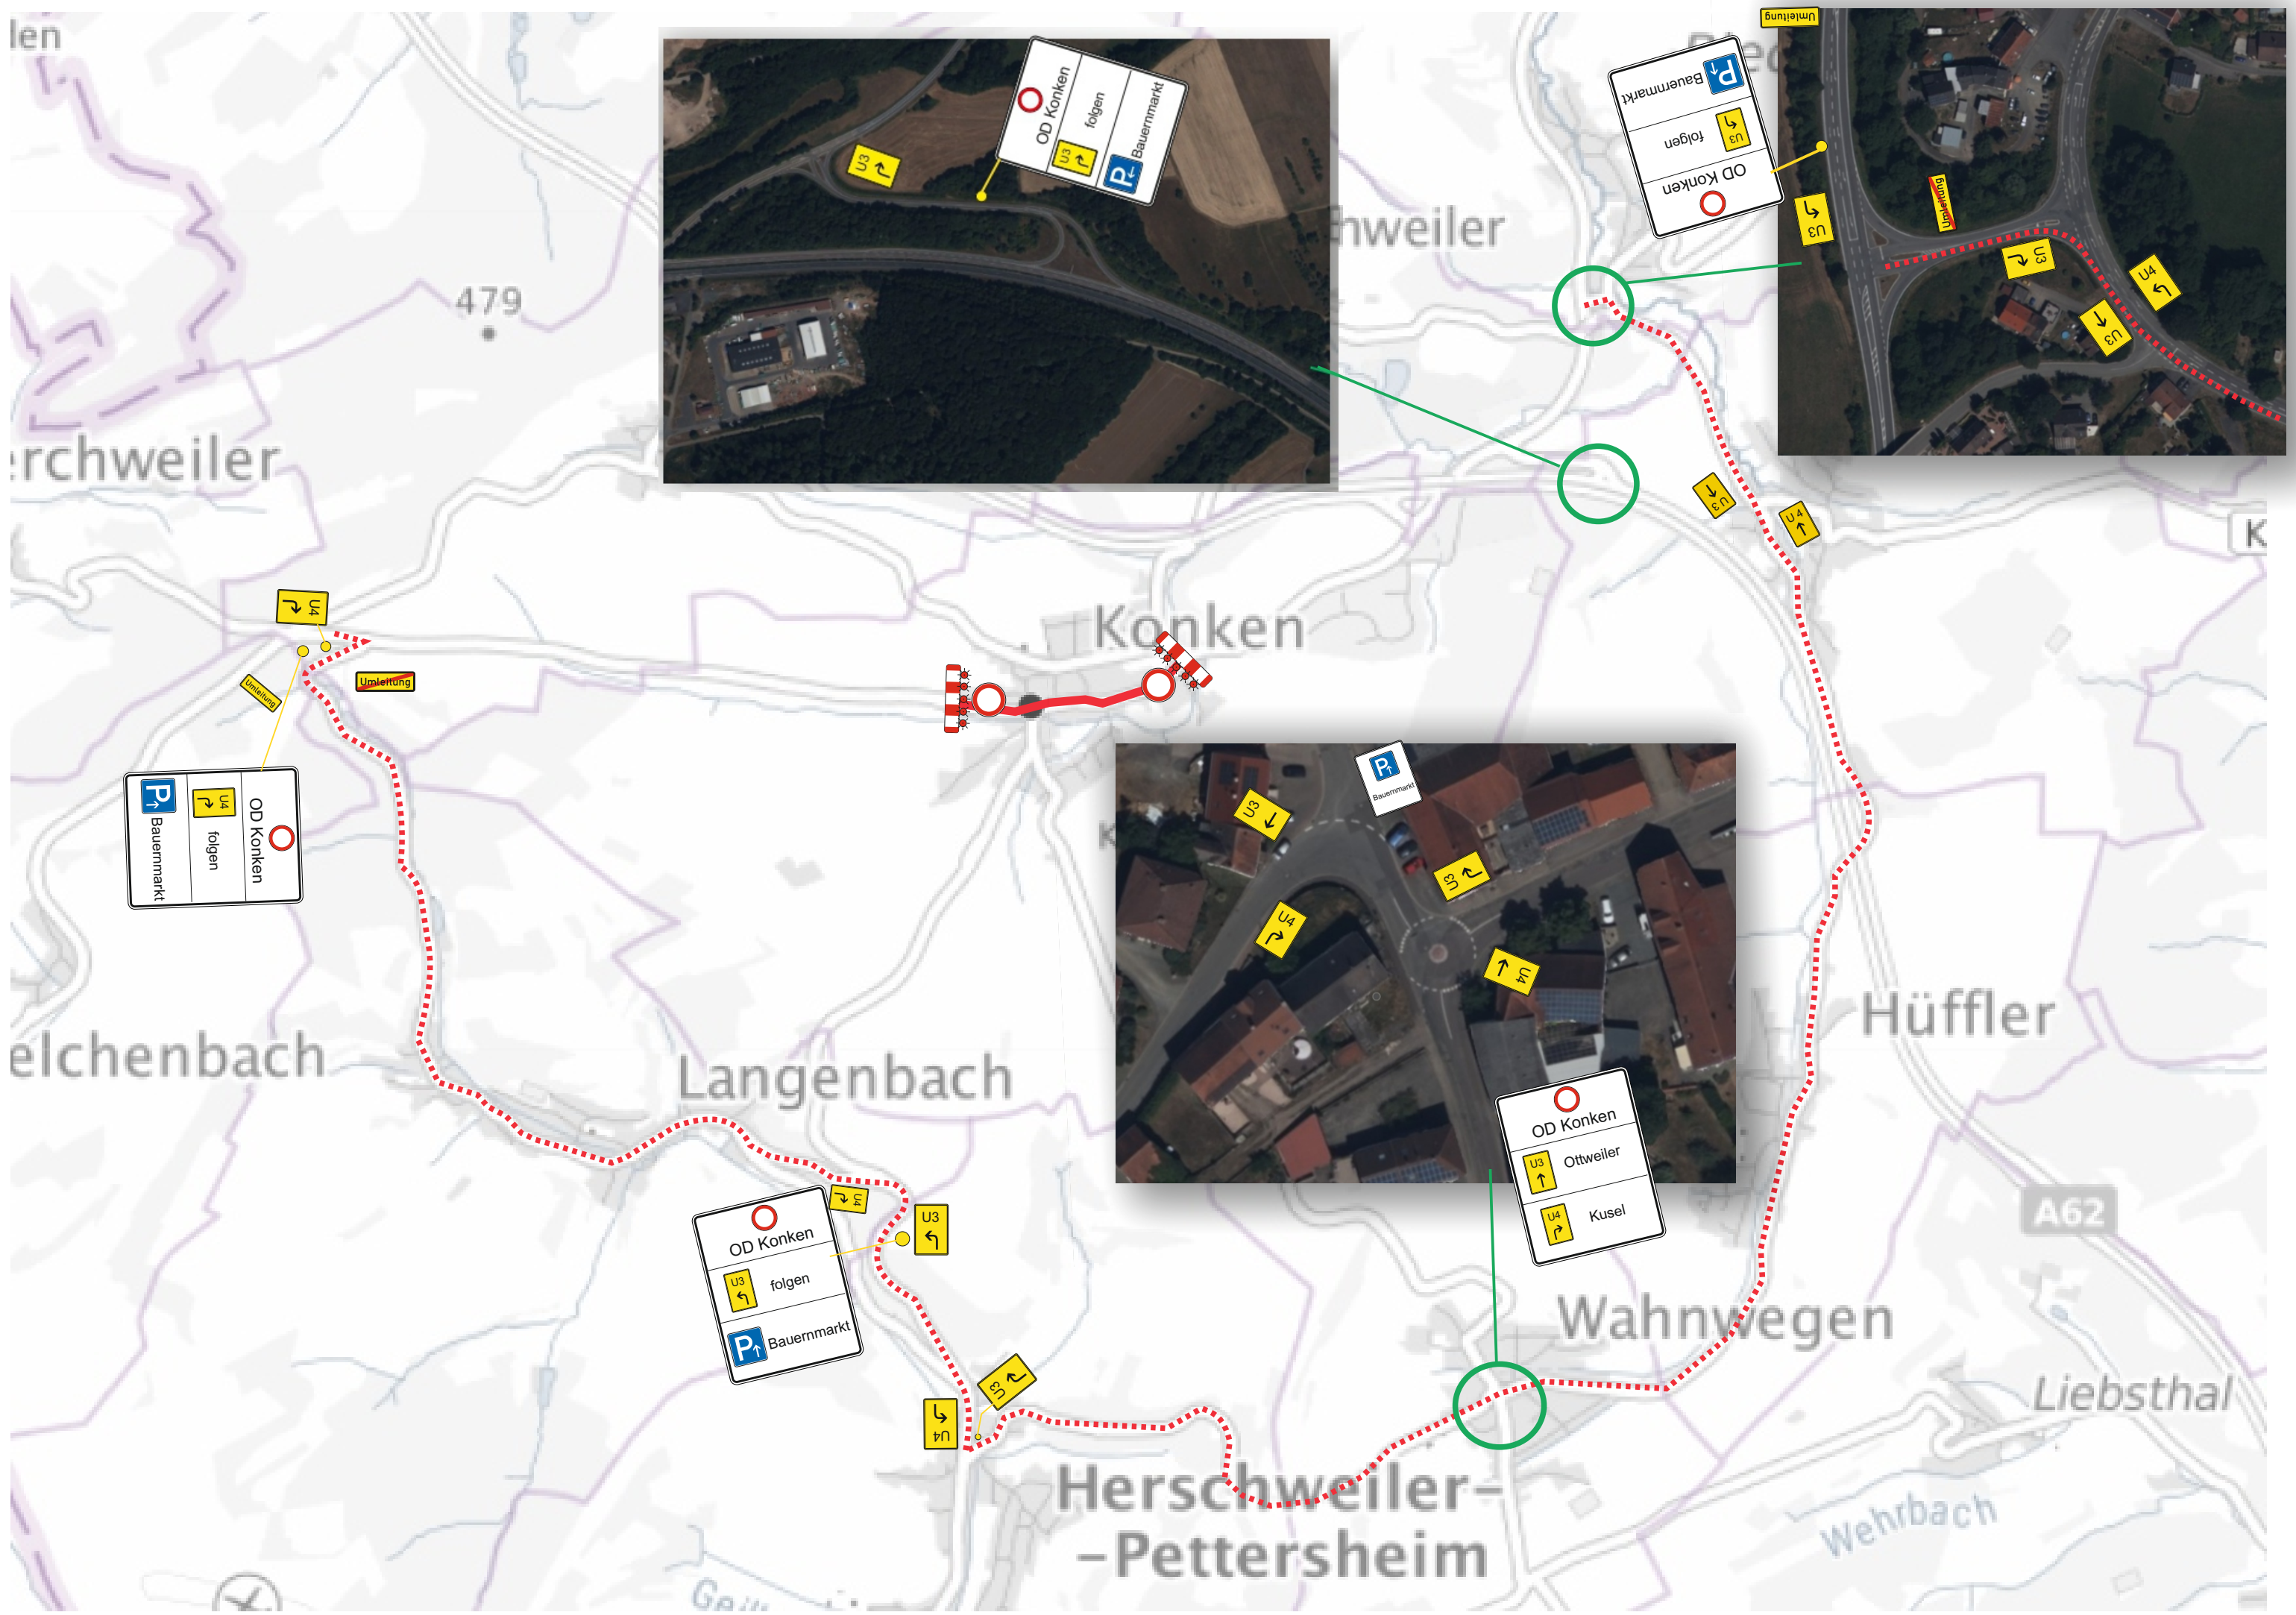 len
479
erchweiler
hweiler
Konken
elchenbach
Langenbach
Hüffler
A62
Wahnwegen
Liebsthal
Wehrbach
Herschweiler-
-Pettersheim
K
K
U3
OD Konken
U3
folgen
P
Bauernmarkt
Umleitung
OD Konken
U3
folgen
P
Bauernmarkt
U3
Umleitung
U3
U4
U3
U3
U4
U4
Umleitung
Umleitung
OD Konken
U4
folgen
P
Bauernmarkt
P
Bauernmarkt
U3
U3
U4
U4
OD Konken
U3
Ottweiler
U4
Kusel
U4
U3
OD Konken
U3
folgen
P
Bauernmarkt
U3
U4